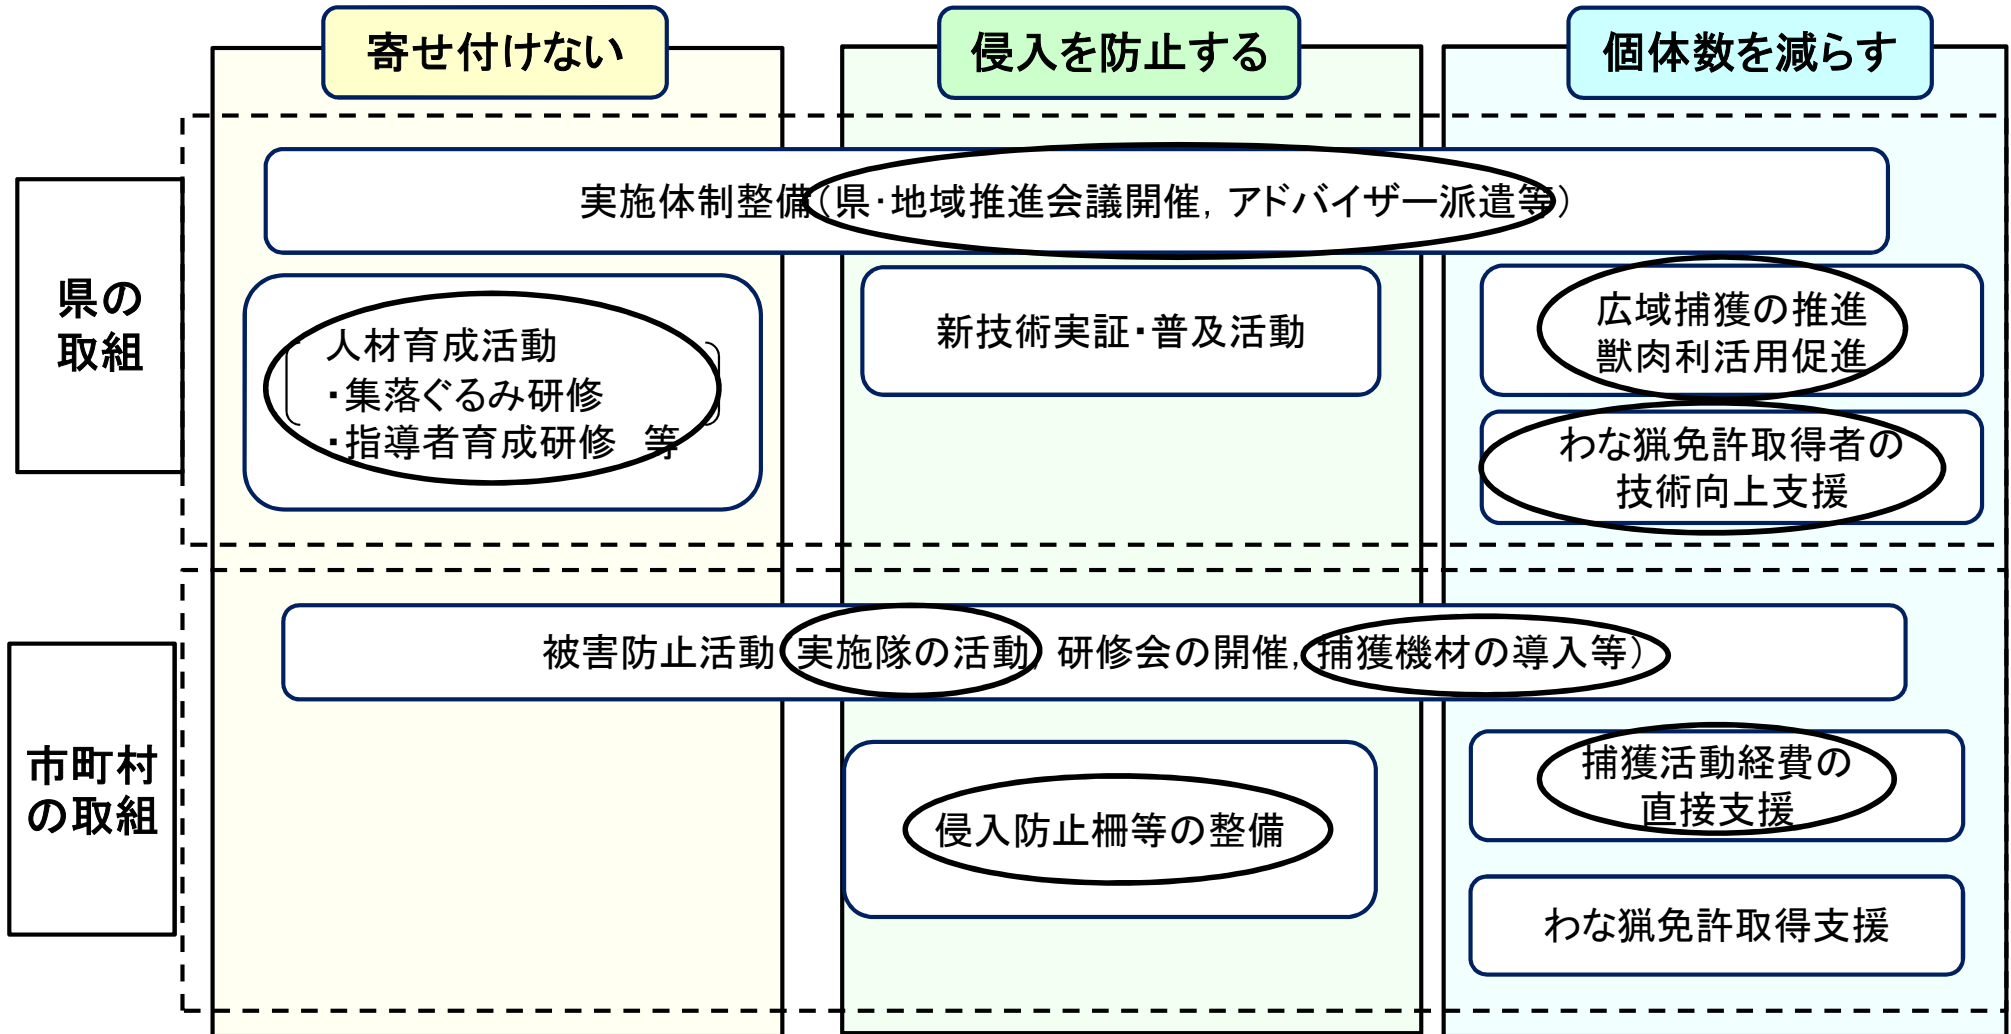 寄せ付けない
侵入を防止する
個体数を減らす
県の
取組
実施体制整備(県・地域推進会議開催, アドバイザー派遣等)
人材育成活動
・集落ぐるみ研修
・指導者育成研修　等
新技術実証・普及活動
広域捕獲の推進
獣肉利活用促進
わな猟免許取得者の
技術向上支援
市町村
の取組
被害防止活動(実施隊の活動, 研修会の開催, 捕獲機材の導入等)
侵入防止柵等の整備
捕獲活動経費の
直接支援
わな猟免許取得支援